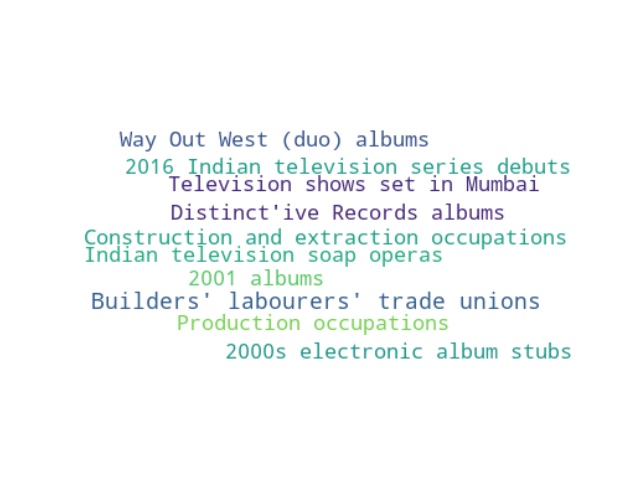 Way Out West (duo) albums
2016 Indian television series debuts
Television shows set in Mumbai
Distinct'ive Records albums
Construction and extraction occupations
Indian television soap operas
2001 albums
Builders' labourers' trade unions
Production occupations
2000s electronic album stubs